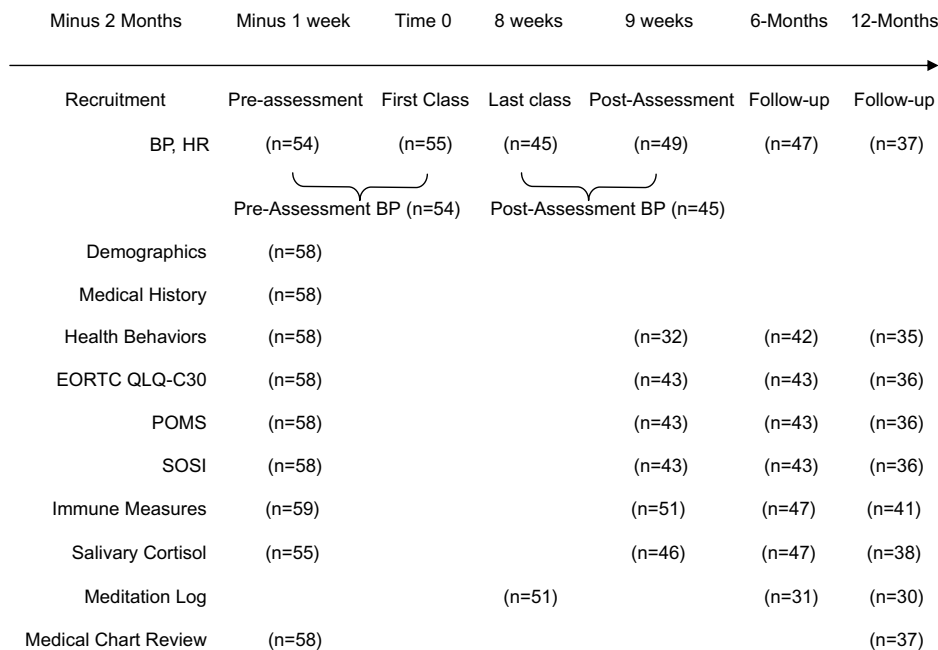 Minus 2 Months Minus 1 week Time 0 8 weeks 9 weeks 6-Months 12-Months
Recruitment Pre-assessment First Class Last class Post-Assessment Follow-up Follow-up
BP, HR (n=54) (n=55) (n=45) (n=49) (n=47) (n=37)
Pre-Assessment BP (n=54) Post-Assessment BP (n=45)
Demographics (n=58)
Medical History (n=58)
Health Behaviors (n=58) (n=32) (n=42) (n=35)
EORTC QLQ-C30 (n=58) (n=43) (n=43) (n=36)
POMS (n=58) (n=43) (n=43) (n=36)
SOSI (n=58) (n=43) (n=43) (n=36)
Immune Measures (n=59) (n=51) (n=47) (n=41)
Salivary Cortisol (n=55) (n=46) (n=47) (n=38)
Meditation Log (n=51) (n=31) (n=30)
Medical Chart Review (n=58) (n=37)